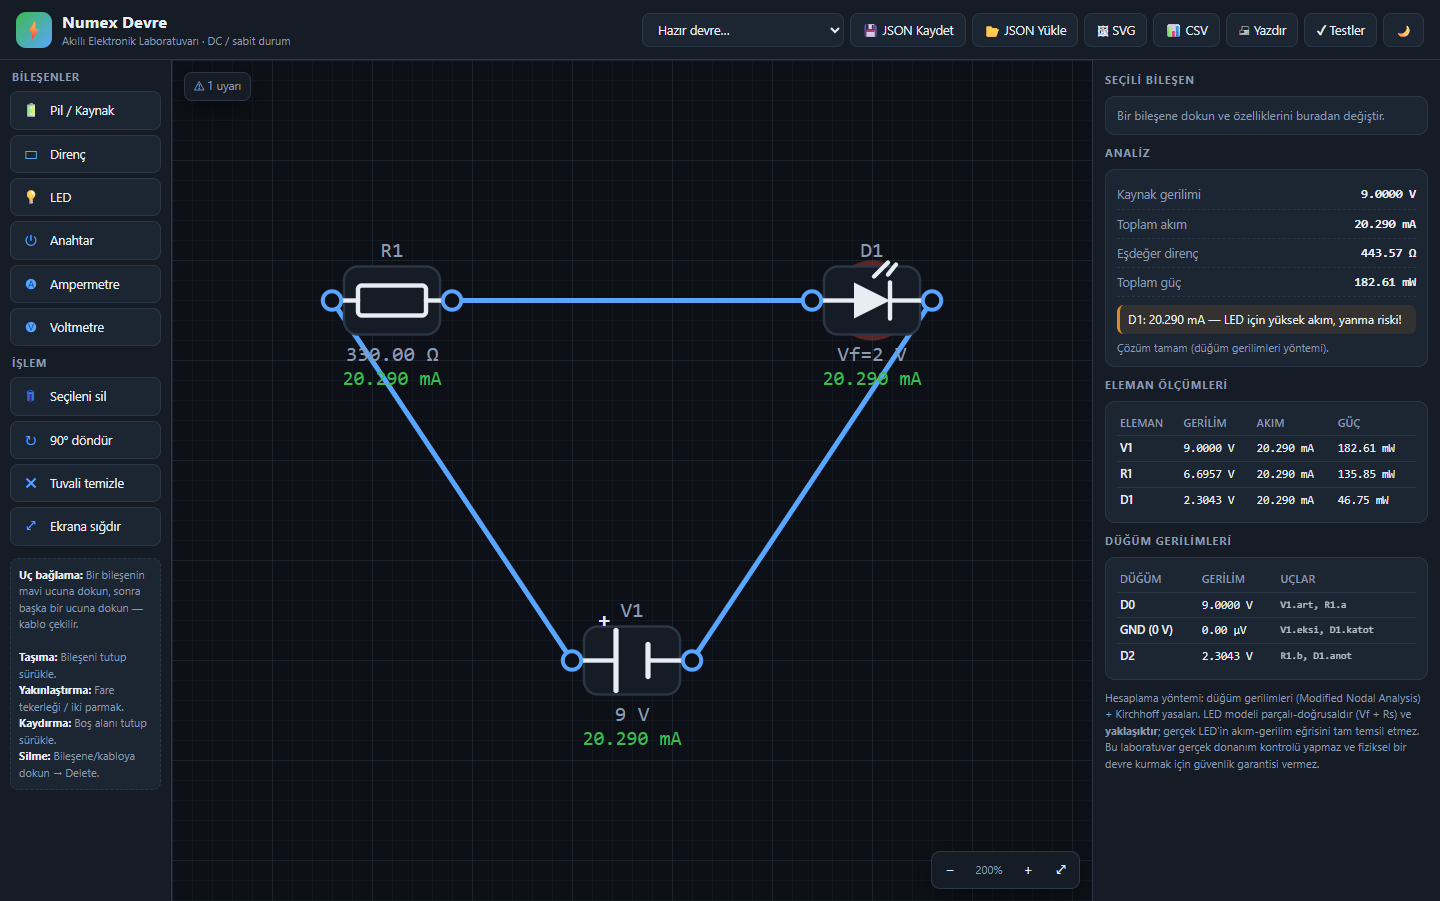 Numex Devre
Akıllı Elektronik Laboratuvarı · DC / sabit durum
Hazır devre...
JSON Kaydet
JSON Yükle
SVG
CSV
Yazdır
✓ Testler
BİLEŞENLER
Pil / Kaynak
Direnç
LED
Anahtar
Ampermetre
Voltmetre
İŞLEM
Seçileni sil
90° döndür
Tuvali temizle
Ekrana sığdır
Uç bağlama: Bir bileşenin
mavi ucuna dokun, sonra
başka bir ucuna dokun —
kablo çekilir.
Taşıma: Bileşeni tutup
sürükle.
Yakınlaştırma: Fare
tekerleği / iki parmak.
Kaydırma: Boş alanı tutup
sürükle.
Silme: Bileşene/kabloya
dokun → Delete.
⚠ 1 uyarı
R1
330.00 Ω
20.290 mA
D1
Vf=2 V
20.290 mA
+
V1
9 V
20.290 mA
− 200% +
SEÇİLİ BİLEŞEN
Bir bileşene dokun ve özelliklerini buradan değiştir.
ANALİZ
Kaynak gerilimi 9.0000 V
Toplam akım 20.290 mA
Eşdeğer direnç 443.57 Ω
Toplam güç 182.61 mW
D1: 20.290 mA — LED için yüksek akım, yanma riski!
Çözüm tamam (düğüm gerilimleri yöntemi).
ELEMAN ÖLÇÜMLERİ
ELEMAN GERİLİM AKIM GÜÇ
V1 9.0000 V 20.290 mA 182.61 mW
R1 6.6957 V 20.290 mA 135.85 mW
D1 2.3043 V 20.290 mA 46.75 mW
DÜĞÜM GERİLİMLERİ
DÜĞÜM GERİLİM UÇLAR
D0 9.0000 V V1.art, R1.a
GND (0 V) 0.00 µV V1.eksi, D1.katot
D2 2.3043 V R1.b, D1.anot
Hesaplama yöntemi: düğüm gerilimleri (Modified Nodal Analysis)
+ Kirchhoff yasaları. LED modeli parçalı-doğrusaldır (Vf + Rs) ve
yaklaşıktır; gerçek LED'in akım-gerilim eğrisini tam temsil etmez.
Bu laboratuvar gerçek donanım kontrolü yapmaz ve fiziksel bir
devre kurmak için güvenlik garantisi vermez.